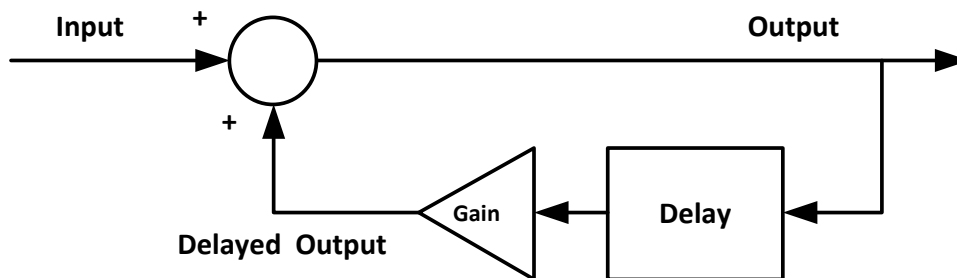 Input
+
Output
+
Gain
Delay
Delayed Output